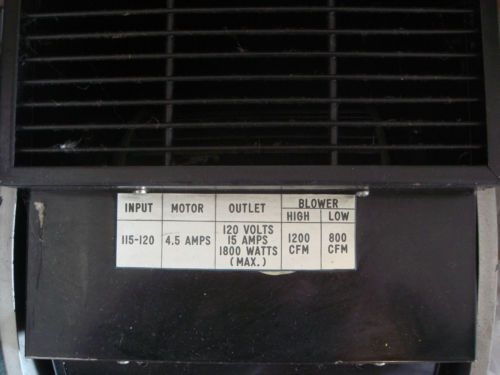 INPUT MOTOR OUTLET BLOWER
HIGH LOW
115-120 4.5 AMPS 120 VOLTS 15 AMPS 1800 WATTS (MAX.) 1200 CFM 800 CFM